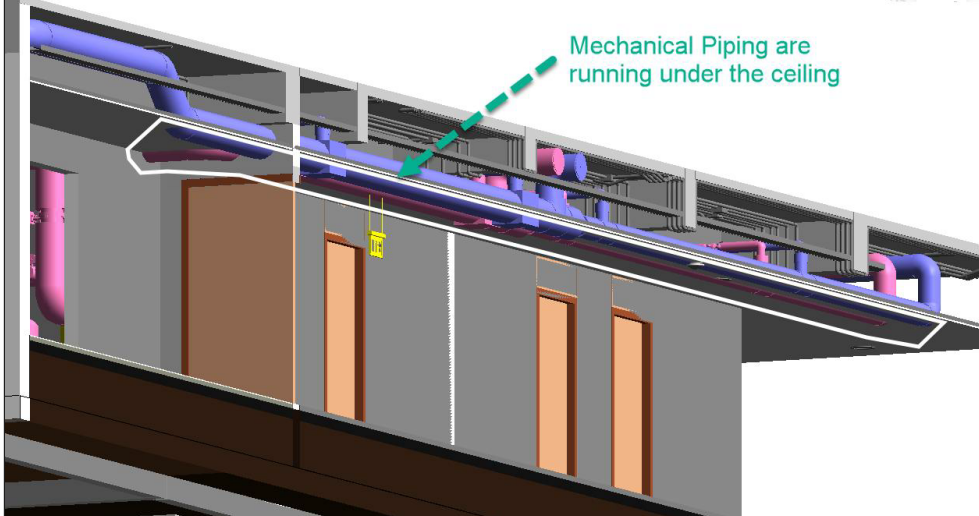 Mechanical Piping are
running under the ceiling